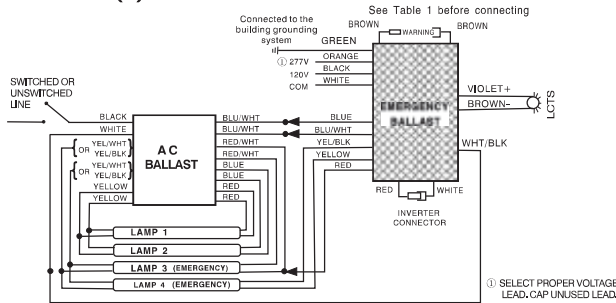 See Table 1 before connecting
Connected to the
building grounding
system
BROWN
WARNING
BROWN
GREEN
① 277V
ORANGE
120V
BLACK
COM
WHITE
SWITCHED OR
UNSWITCHED
LINE
EMERGENCY
BALLAST
VIOLET+
BROWN–
LCTS
BLACK
WHITE
OR
YEL/WHT
YEL/BLK
OR
YEL/WHT
YEL/BLK
YELLOW
YELLOW
AC
BALLAST
BLU/WHT
BLU/WHT
RED/WHT
RED/WHT
BLUE
BLUE
RED
RED
BLUE
BLU/WHT
YEL/BLK
YELLOW
RED
WHT/BLK
RED
WHITE
INVERTER
CONNECTOR
LAMP 1
LAMP 2
LAMP 3 (EMERGENCY)
LAMP 4 (EMERGENCY)
① SELECT PROPER VOLTAGE
LEAD. CAP UNUSED LEAD.